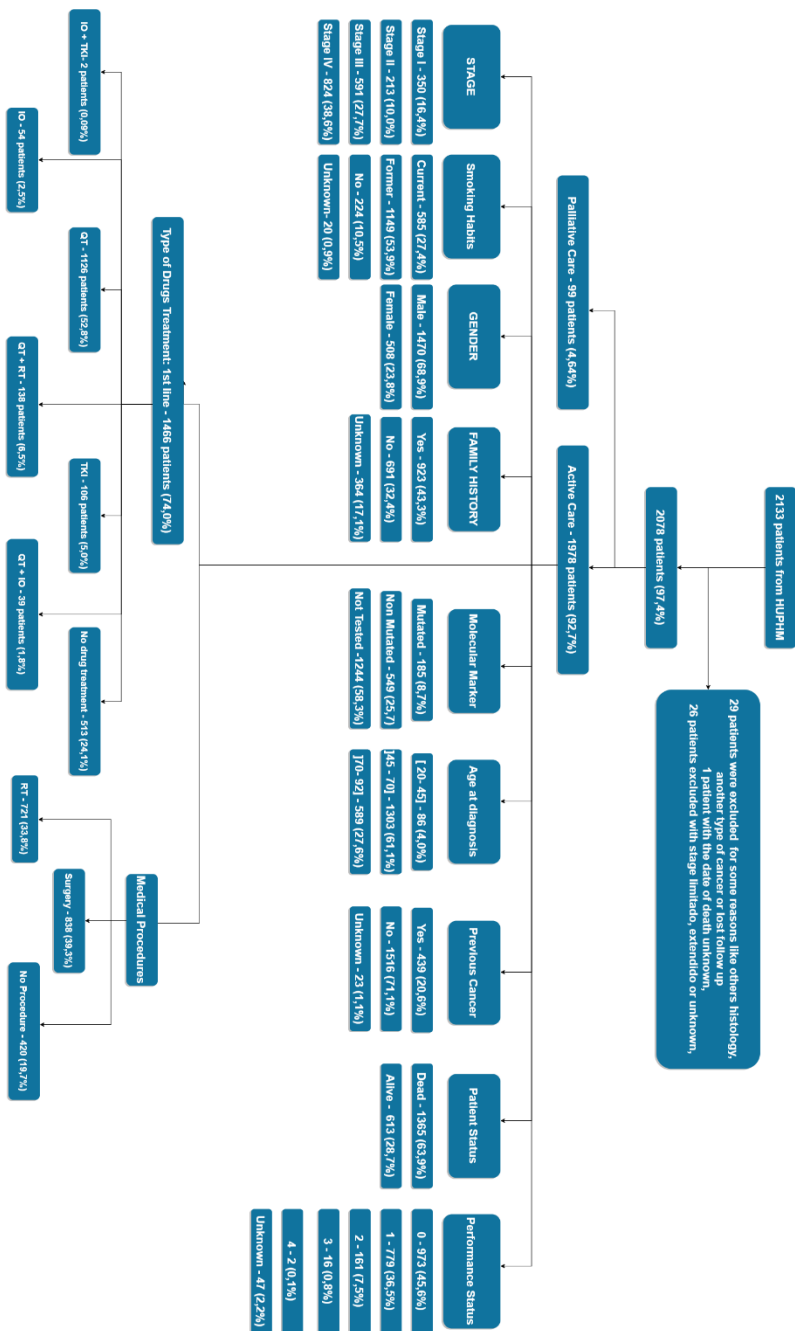 2133 patients from HUPHM
29 patients were excluded for some reasons like others histology,
another type of cancer or lost follow up
1 patient with the date of death unknown,
26 patients excluded with stage limitado, extendido or unknown,
2078 patients (97,4%)
Palliative Care - 99 patients (4,64%)
Active Care - 1978 patients (92,7%)
STAGE
Stage I - 350 (16,4%)
Stage II - 213 (10,0%)
Stage III - 591 (27,7%)
Stage IV - 824 (38,6%)
Smoking Habits
Current - 585 (27,4%)
Former - 1149 (53,9%)
No - 224 (10,5%)
Unknown- 20 (0,9%)
GENDER
Male - 1470 (68,9%)
Female - 508 (23,8%)
FAMILY HISTORY
Yes - 923 (43,3%)
No - 691 (32,4%)
Unknown - 364 (17,1%)
Molecular Marker
Mutated - 185 (8,7%)
Non Mutated - 549 (25,7)
Not Tested -1244 (58,3%)
Age at diagnosis
[ 20- 45] - 86 (4,0%)
]45 - 70] - 1303 (61,1%)
]70- 92] - 589 (27,6%)
Previous Cancer
Yes - 439 (20,6%)
No - 1516 (71,1%)
Unknown - 23 (1,1%)
Patient Status
Dead - 1365 (63,9%)
Alive - 613 (28,7%)
Performance Status
0 - 973 (45,6%)
1 - 779 (36,5%)
2 - 161 (7,5%)
3 - 16 (0,8%)
4 - 2 (0,1%)
Unknown - 47 (2,2%)
Type of Drugs Treatment: 1st line - 1466 patients (74,0%)
IO + TKI- 2 patients (0,09%)
IO - 54 patients (2,5%)
QT - 1126 patients (52,8%)
QT + RT - 138 patients (6,5%)
TKI - 106 patients (5,0%)
QT + IO - 39 patients (1,8%)
No drug treatment - 513 (24,1%)
Medical Procedures
RT - 721 (33,8%)
Surgery - 838 (39,3%)
No Procedure - 420 (19,7%)